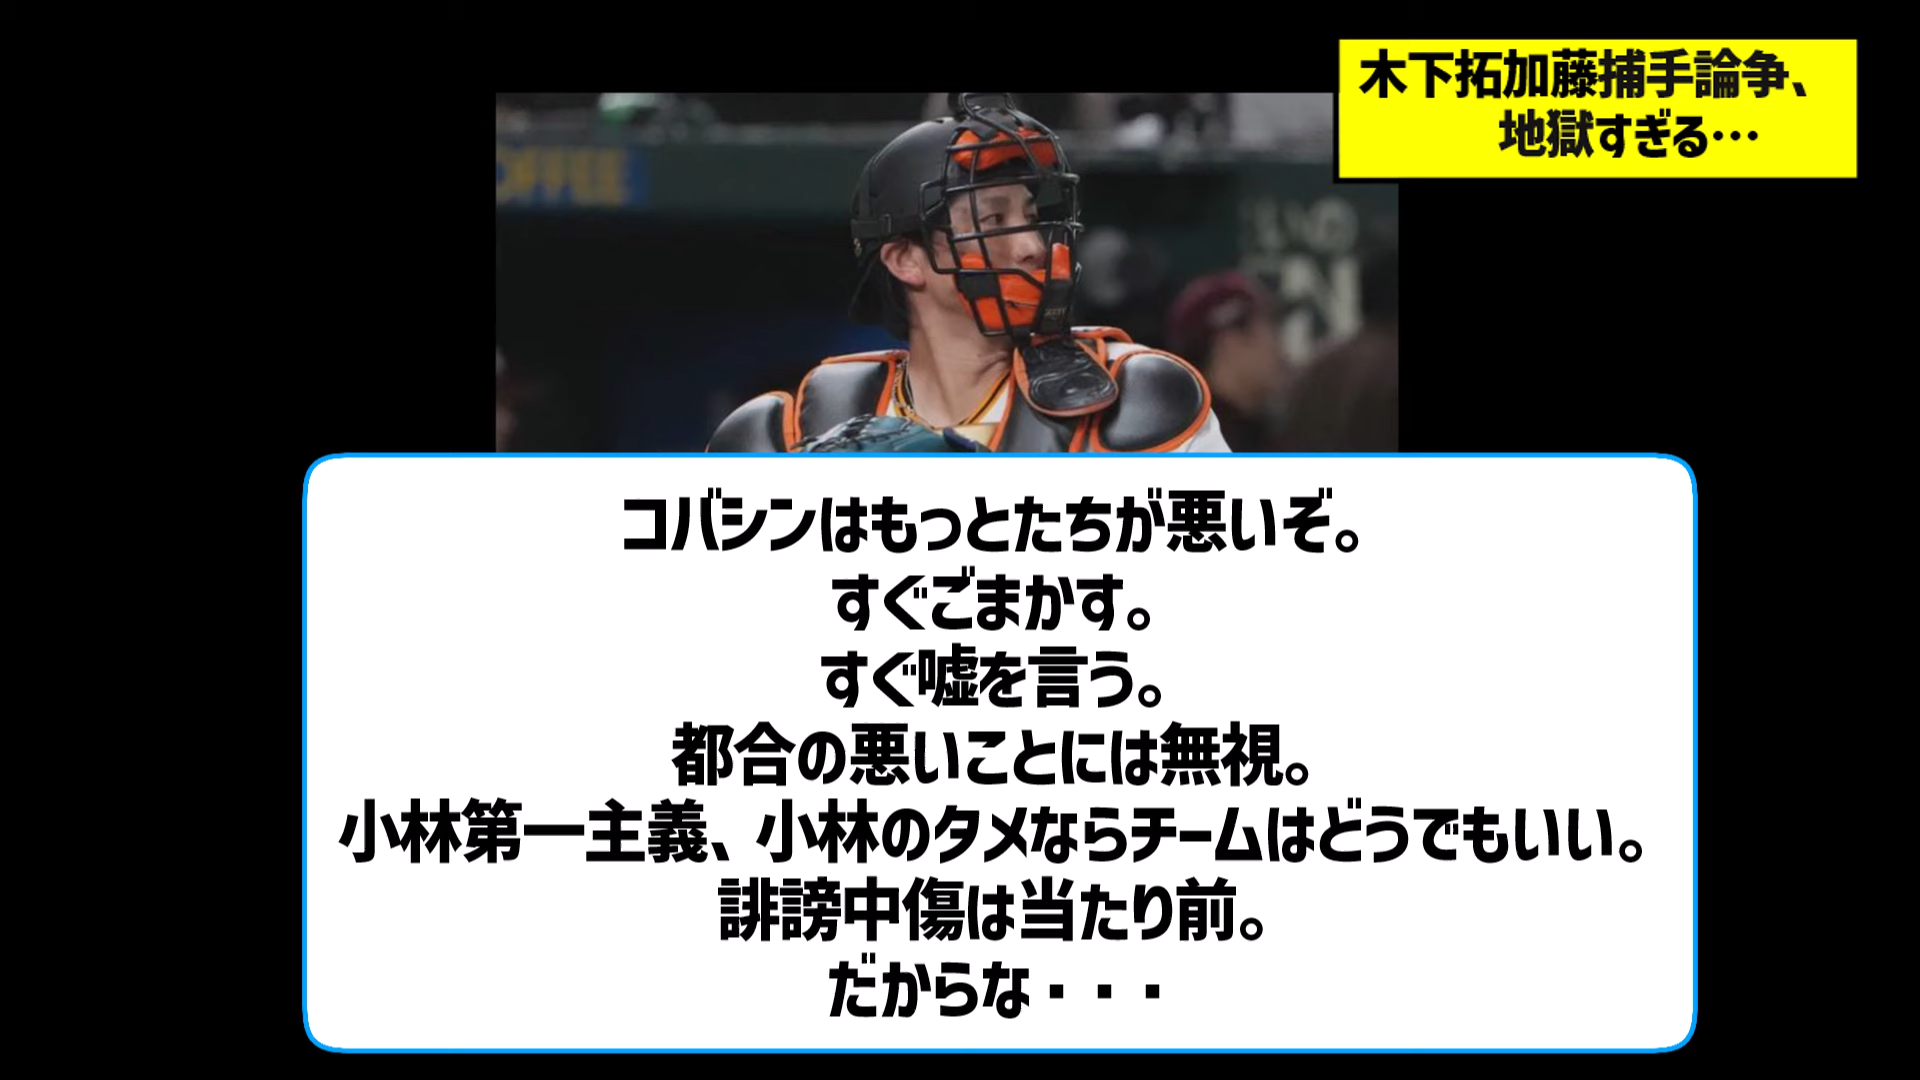 木下拓加藤捕手論争、
地獄すぎる…
OFFEE
コバシンはもっとたちが悪いぞ。
すぐごまかす。
すぐ嘘を言う。
都合の悪いことには無視。
小林第一主義、小林のタメならチームはどうでもいい。
誹謗中傷は当たり前。
だからな・・・